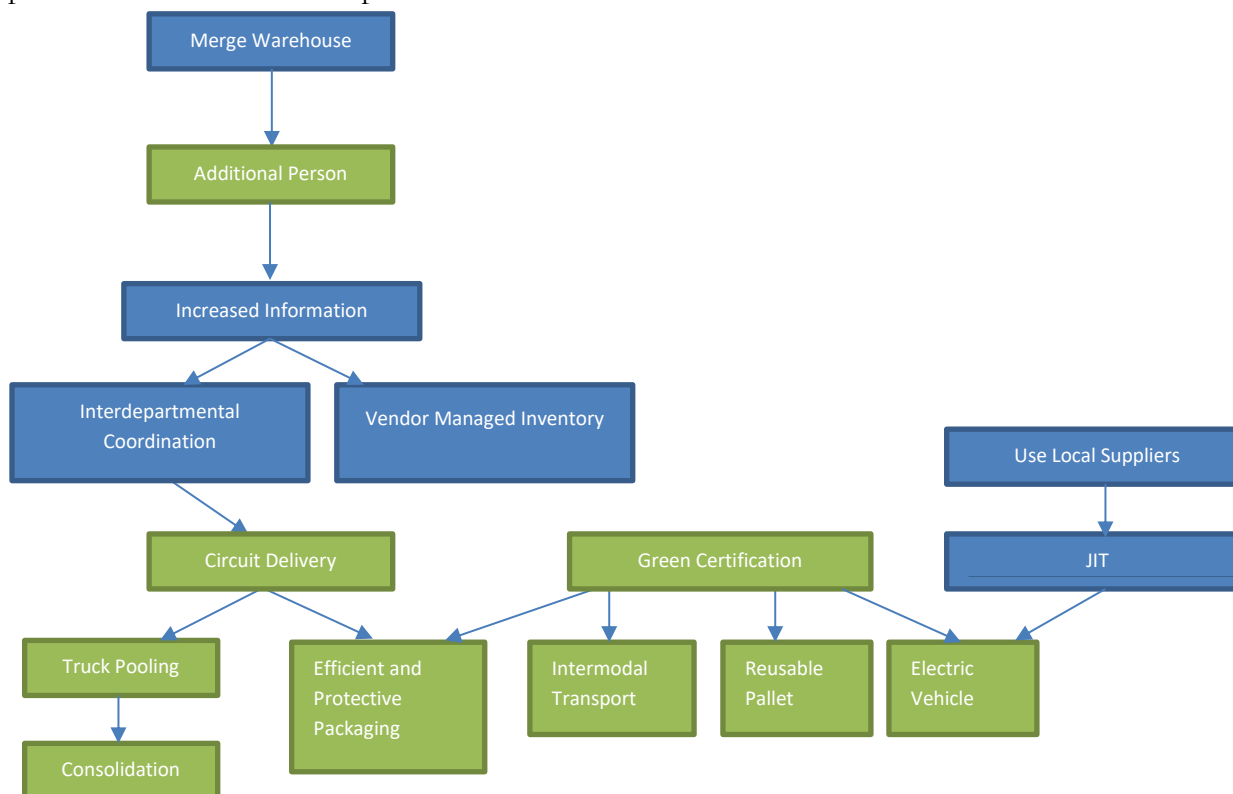 Merge Warehouse
Additional Person
Increased Information
Interdepartmental
Coordination
Vendor Managed Inventory
Use Local Suppliers
Circuit Delivery
Green Certification
JIT
Truck Pooling
Efficient and
Protective
Packaging
Intermodal
Transport
Reusable
Pallet
Electric
Vehicle
Consolidation